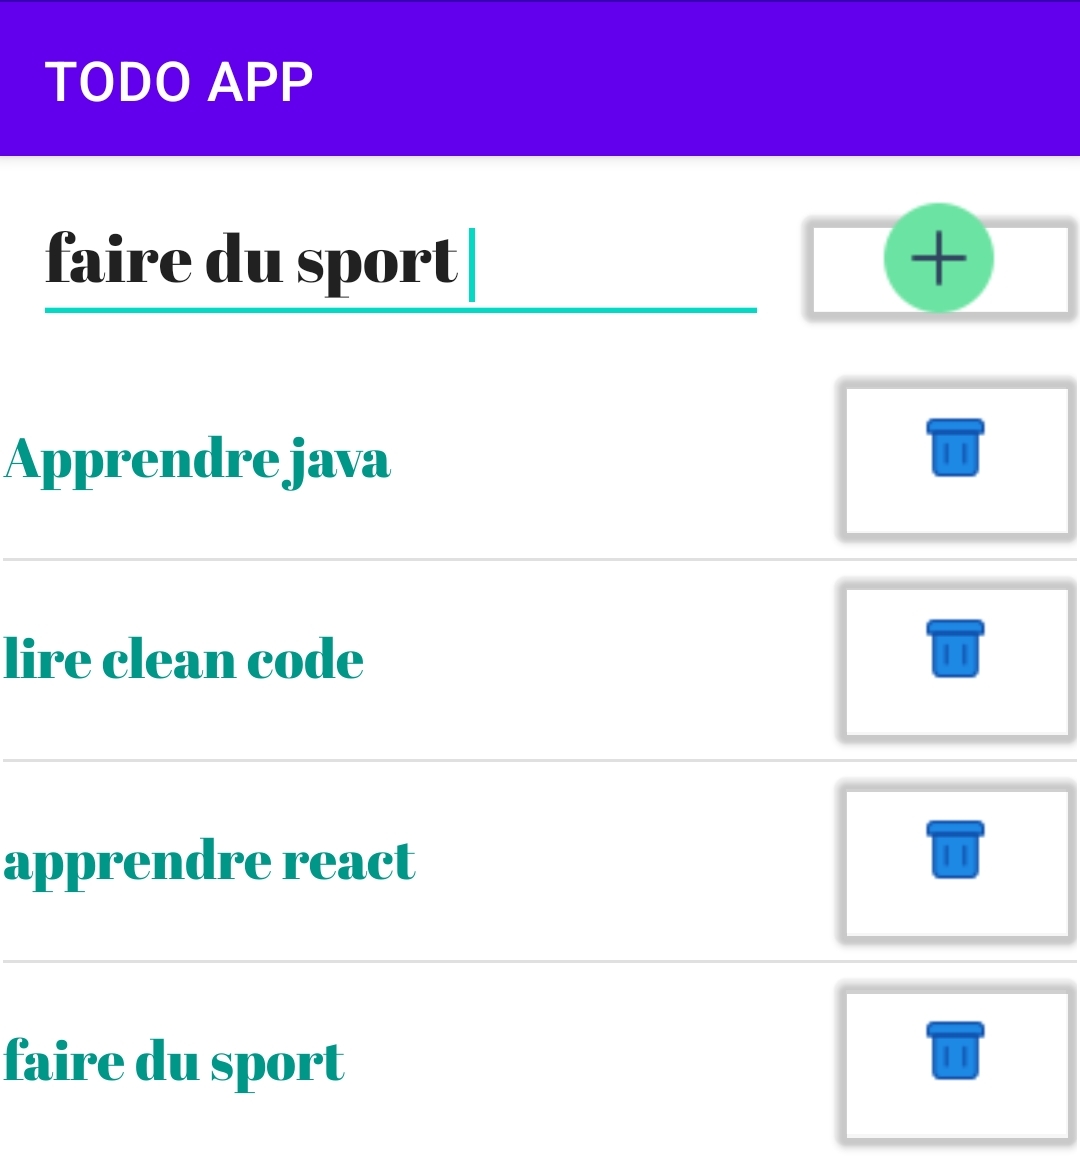 TODO APP
faire du sport
Apprendre java
lire clean code
apprendre react
faire du sport